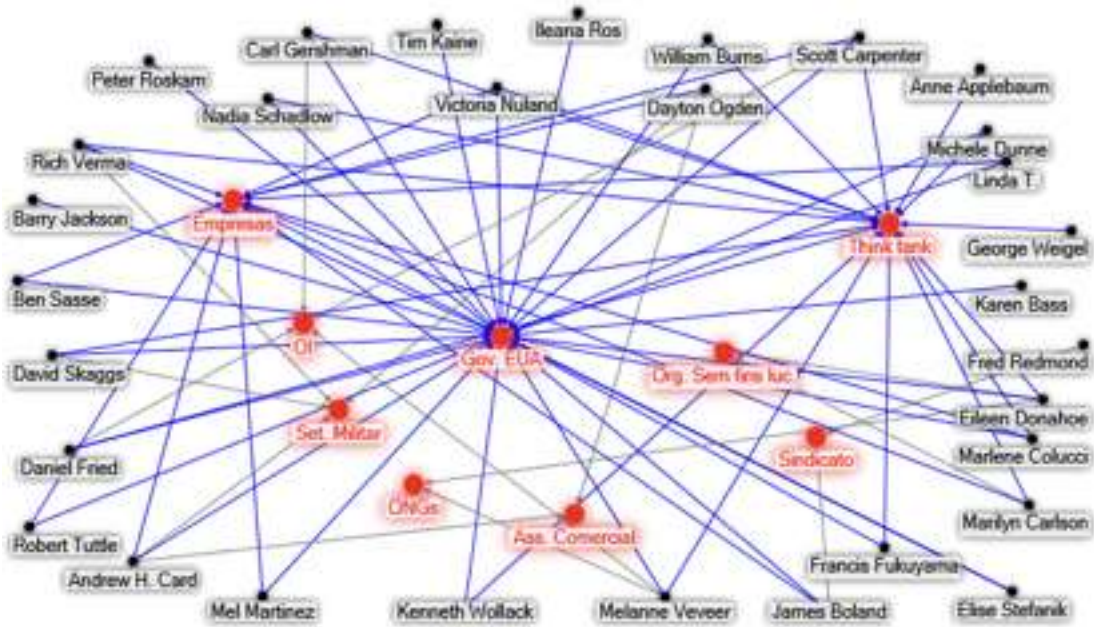 Ileana Ros
Tim Kaine
Carl Gershman
William Burns
Scott Carpenter
Peter Roskam
Anne Applebaum
Nadia Schadlow
Victoria Nuland
Dayton Ogden
Rich Verma
Michele Dunne
Linda T.
Barry Jackson
Empresas
Think tank
George Weigel
Ben Sasse
Karen Bass
OI
Gov. EUA
Fred Redmond
David Skaggs
Org. Sem fins luc.
Eileen Donahoe
Set. Militar
Marlene Colucci
Daniel Fried
Sindicato
ONGs
Marilyn Carlson
Ass. Comercial
Robert Tuttle
Francis Fukuyama
Andrew H. Card
Mel Martinez
Kenneth Wollack
Melanne Veveer
James Boland
Elise Stefanik